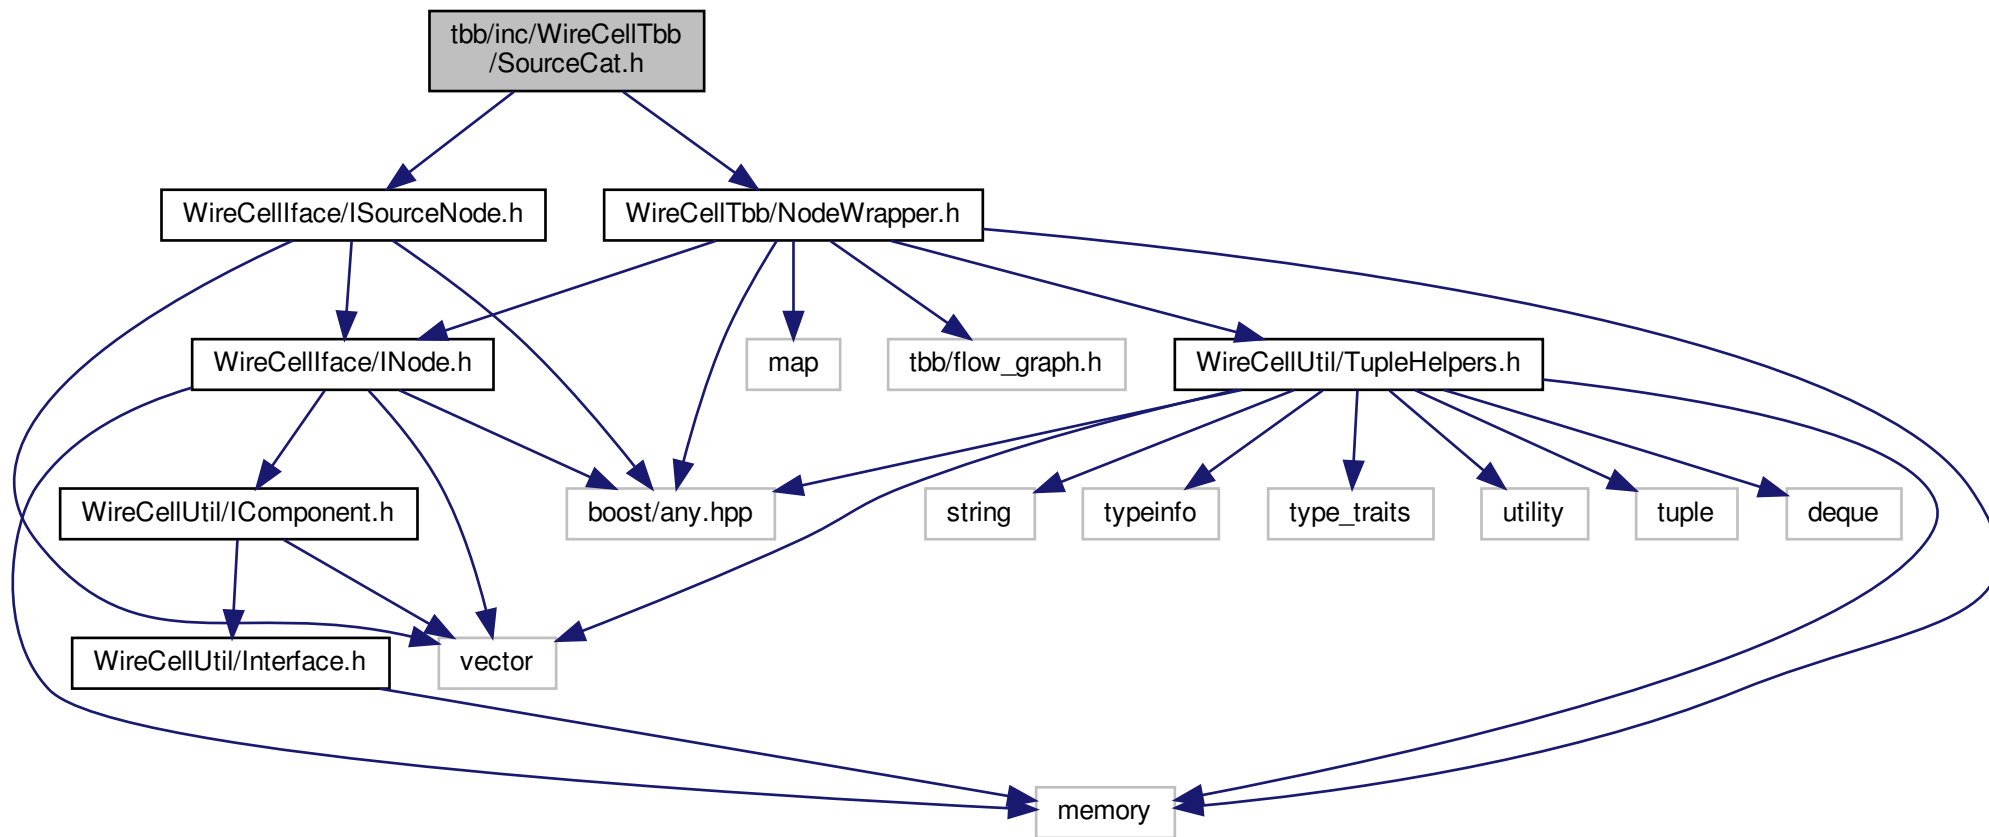 tbb/inc/WireCellTbb
/SourceCat.h
WireCellIface/ISourceNode.h
WireCellTbb/NodeWrapper.h
WireCellIface/INode.h
map
tbb/flow_graph.h
WireCellUtil/TupleHelpers.h
WireCellUtil/IComponent.h
boost/any.hpp
string
typeinfo
type_traits
utility
tuple
deque
WireCellUtil/Interface.h
vector
memory